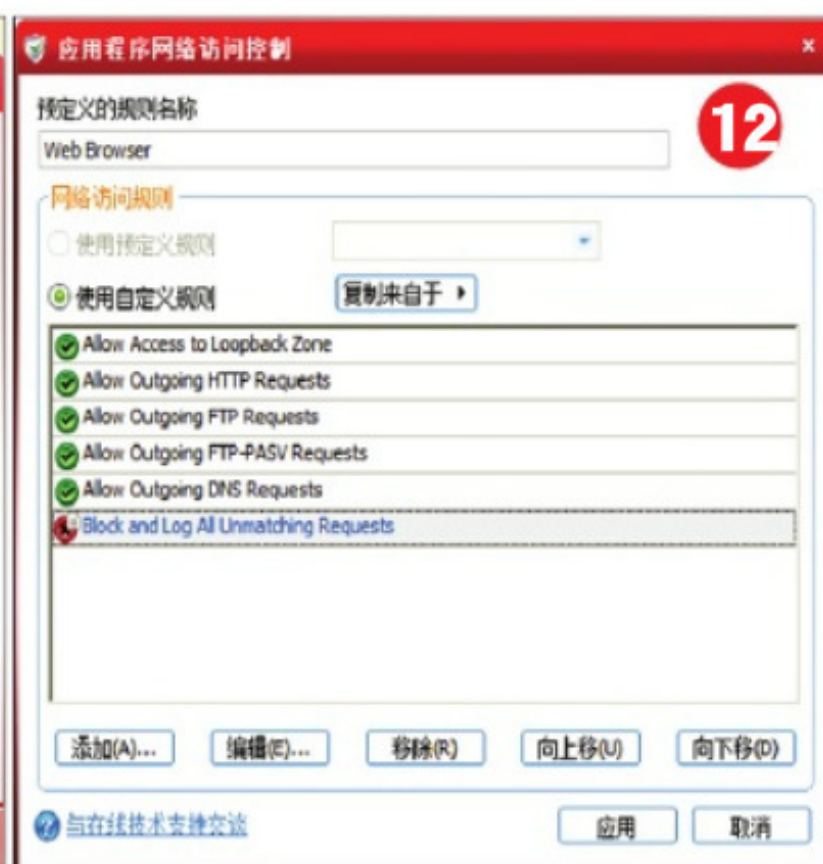 应用程序网络访问控制
×
12
预定义的规则名称
Web Browser
网络访问规则
使用预定义规则
使用自定义规则
复制来自于
Allow Access to Loopback Zone
Allow Outgoing HTTP Requests
Allow Outgoing FTP Requests
Allow Outgoing FTP-PASV Requests
Allow Outgoing DNS Requests
Block and Log All Unmatching Requests
添加(A)... 编辑(E)... 移除(R) 向上移(U) 向下移(D)
与在线技术支持交谈
应用 取消